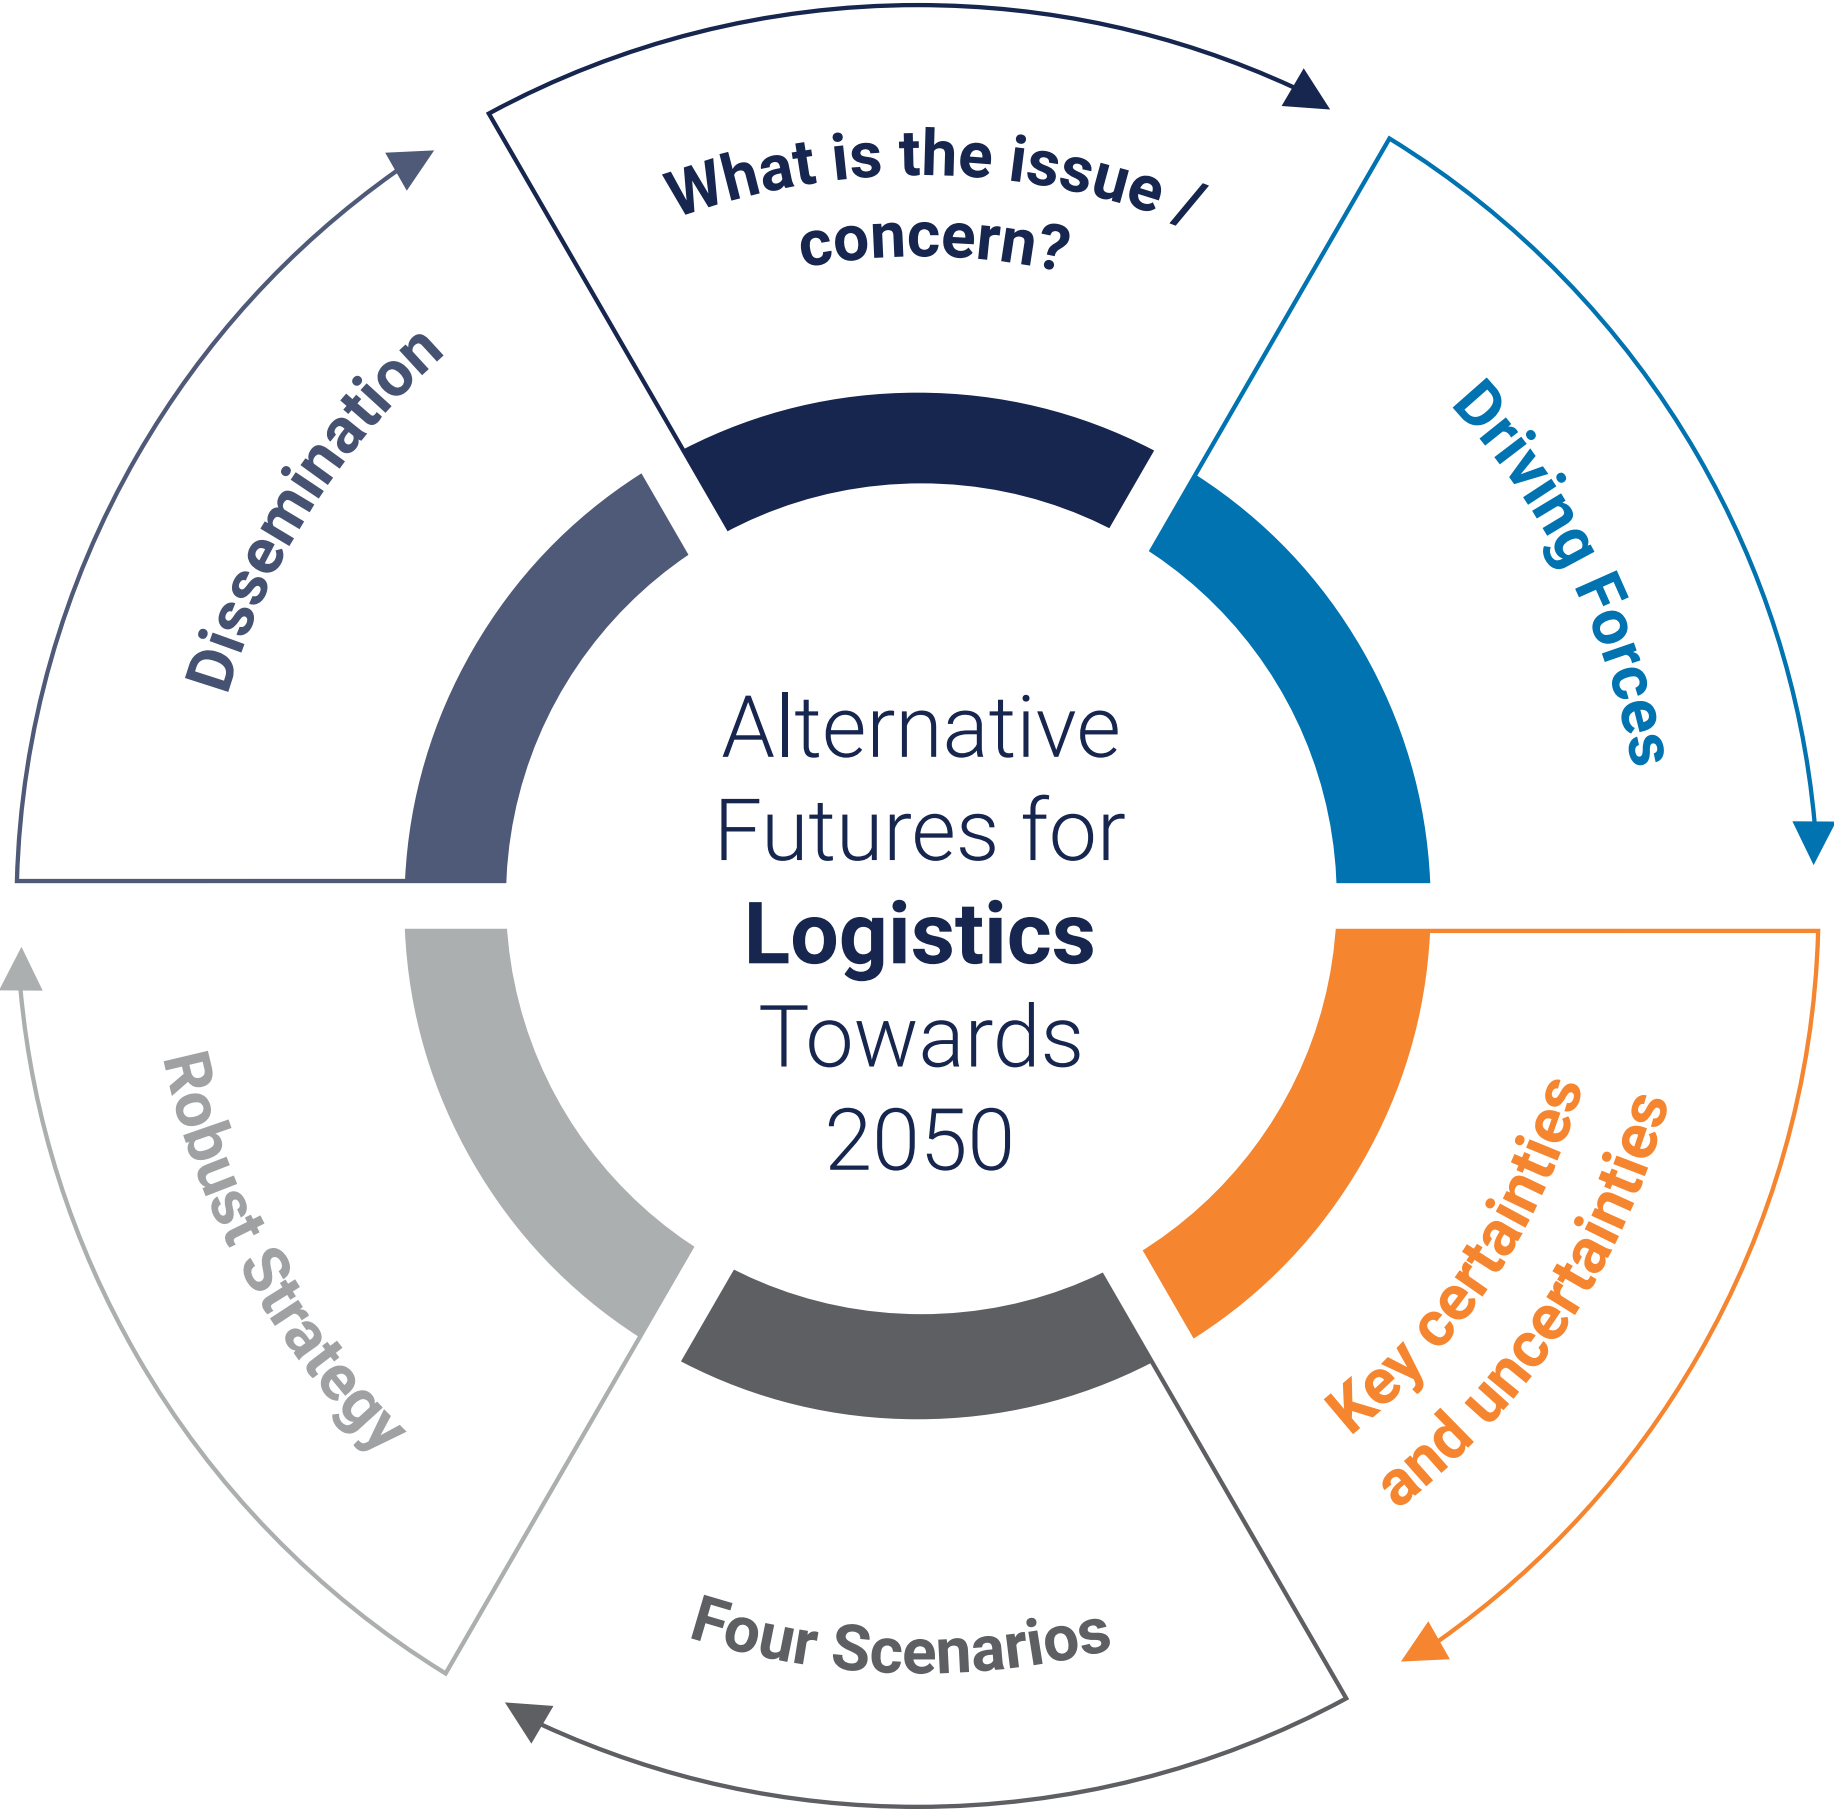 What is the issue /
concern?
Driving Forces
Key certainties
and uncertainties
Four Scenarios
Robust Strategy
Dissemination
Alternative
Futures for
Logistics
Towards
2050